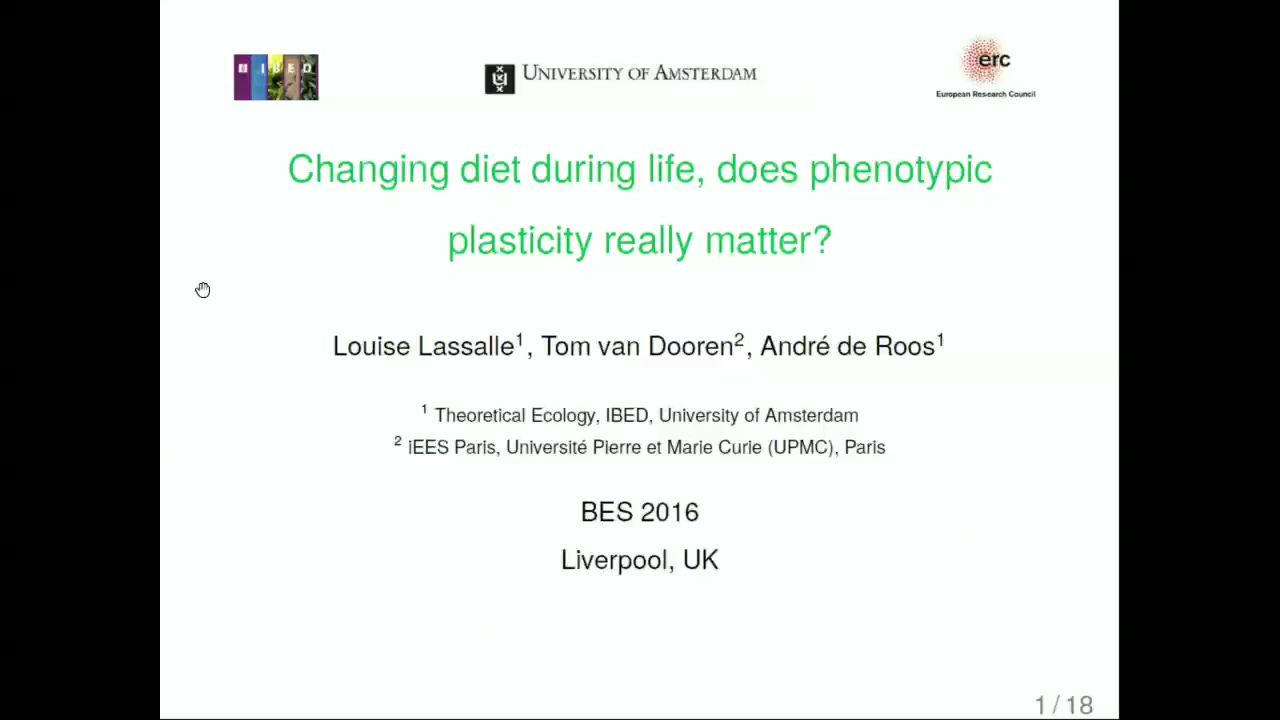 IBED
UNIVERSITY OF AMSTERDAM
erc
European Research Council
Changing diet during life, does phenotypic
plasticity really matter?
Louise Lassalle¹, Tom van Dooren², André de Roos¹
¹ Theoretical Ecology, IBED, University of Amsterdam
² iEES Paris, Université Pierre et Marie Curie (UPMC), Paris
BES 2016
Liverpool, UK
1 / 18